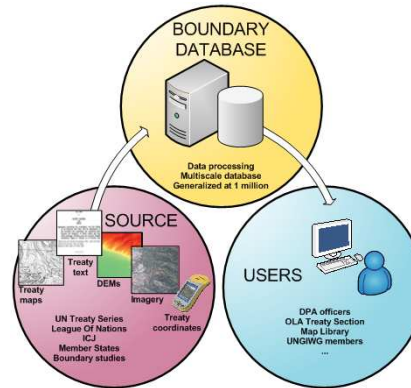 BOUNDARY
DATABASE
Data processing
Multiscale database
Generalized at 1 million
SOURCE
Treaty
text
Treaty
maps
DEMs
Imagery
Treaty
coordinates
UN Treaty Series
League Of Nations
ICJ
Member States
Boundary studies
USERS
DPA officers
OLA Treaty Section
Map Library
UNGIWG members
...